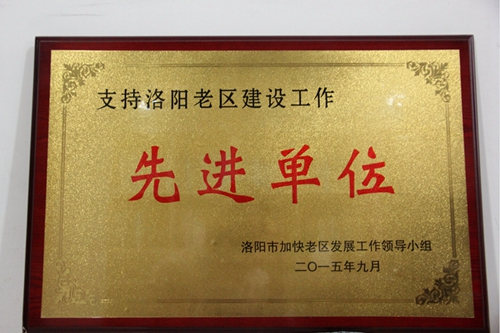 支持洛阳老区建设工作
先进单位
洛阳市加快老区发展工作领导小组
二〇一五年九月